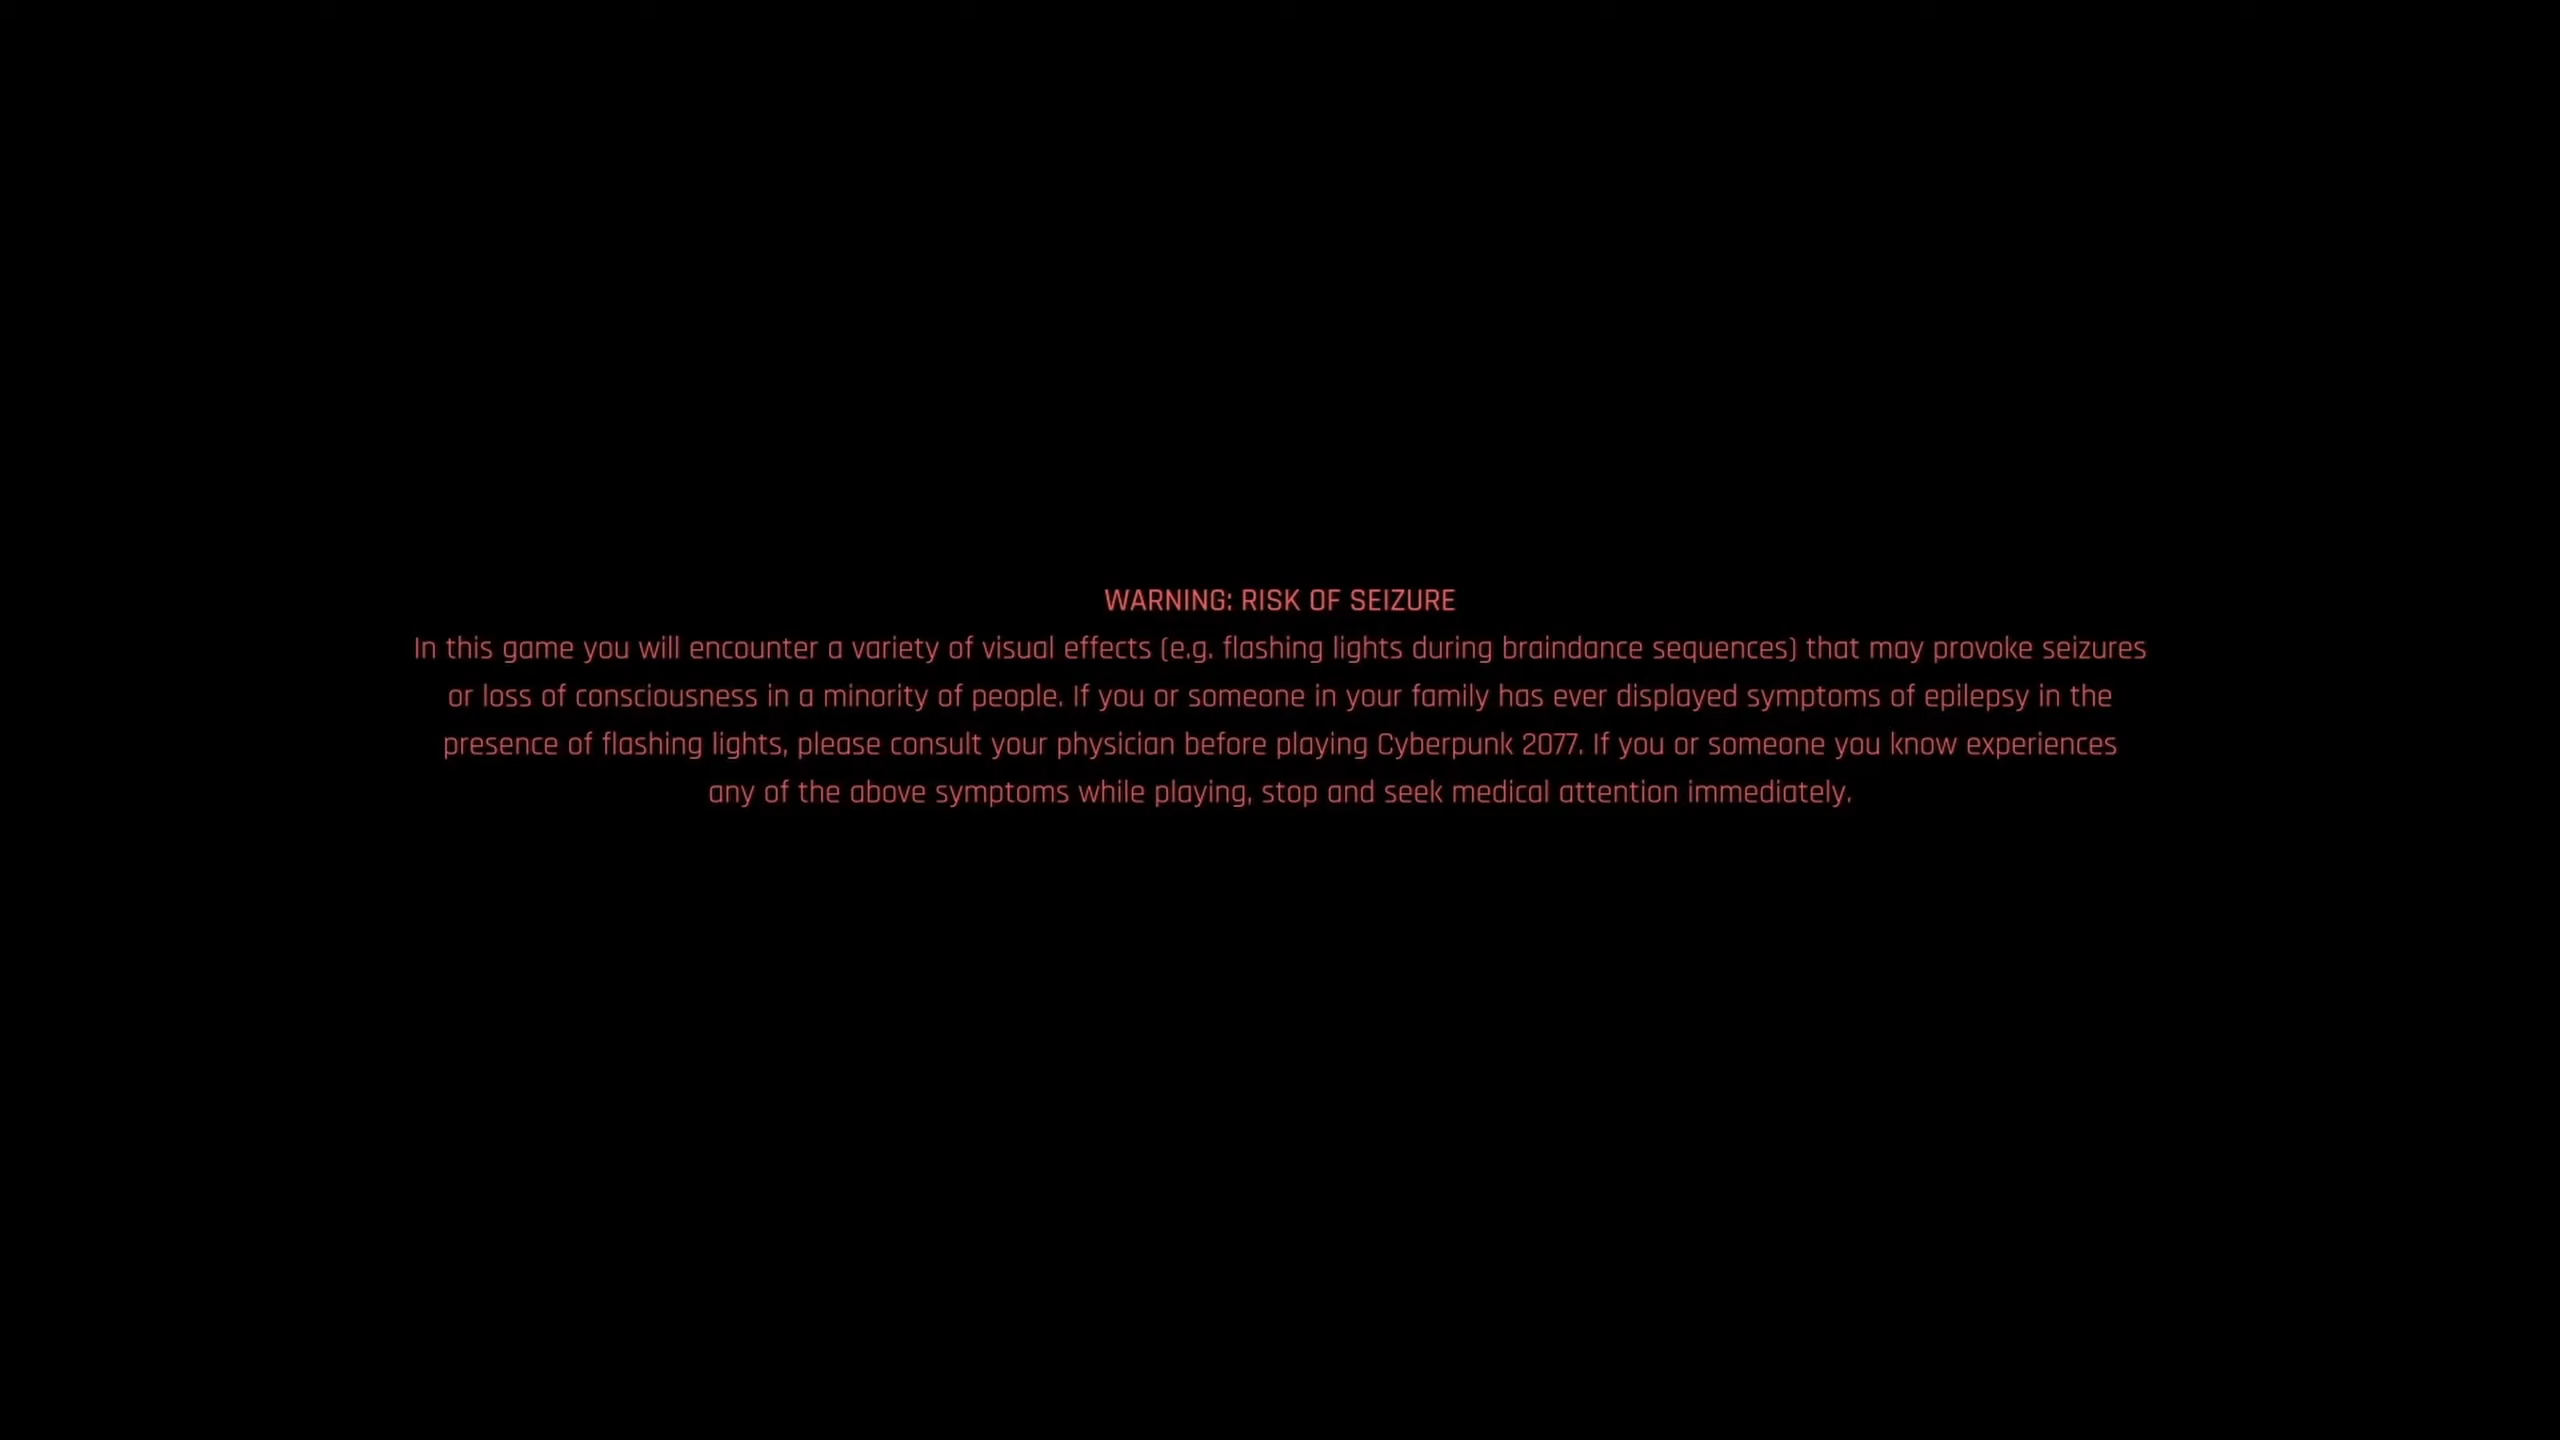 WARNING: RISK OF SEIZURE
In this game you will encounter a variety of visual effects (e.g. flashing lights during braindance sequences) that may provoke seizures
or loss of consciousness in a minority of people. If you or someone in your family has ever displayed symptoms of epilepsy in the
presence of flashing lights, please consult your physician before playing Cyberpunk 2077. If you or someone you know experiences
any of the above symptoms while playing, stop and seek medical attention immediately.